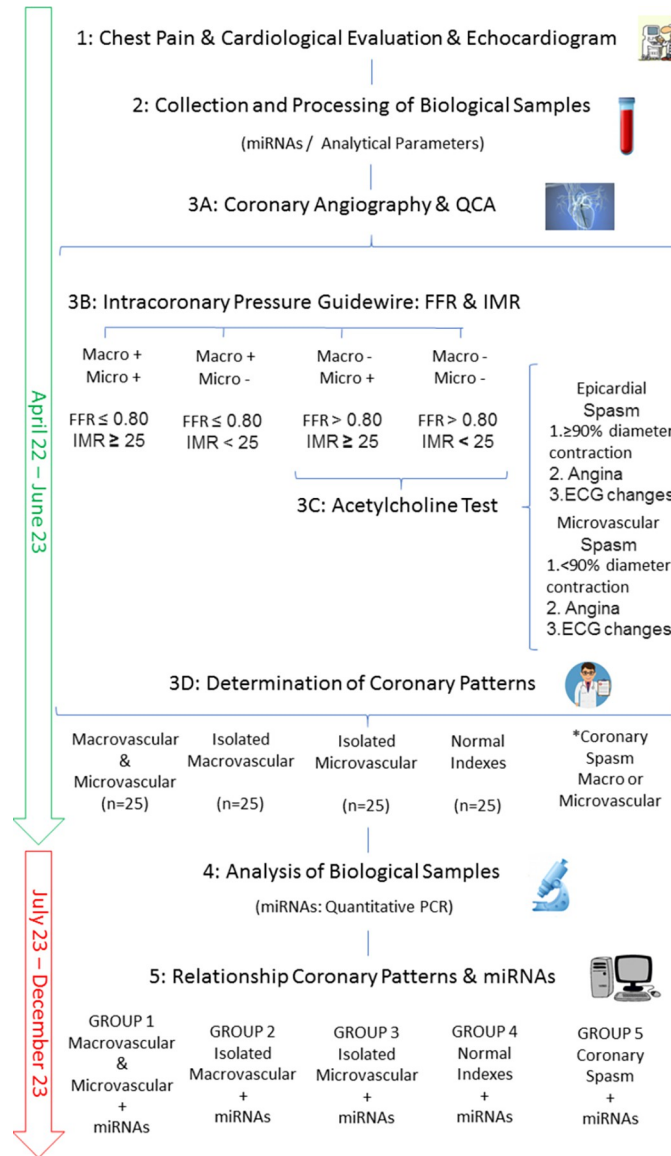 1: Chest Pain & Cardiological Evaluation & Echocardiogram
2: Collection and Processing of Biological Samples
(miRNAs / Analytical Parameters)
3A: Coronary Angiography & QCA
3B: Intracoronary Pressure Guidewire: FFR & IMR
Macro +
Micro +
FFR ≤ 0.80
IMR ≥ 25
Macro +
Micro -
FFR ≤ 0.80
IMR < 25
Macro -
Micro +
FFR > 0.80
IMR ≥ 25
Macro -
Micro -
FFR > 0.80
IMR < 25
3C: Acetylcholine Test
Epicardial
Spasm
1.≥90% diameter
contraction
2. Angina
3.ECG changes
Microvascular
Spasm
1.<90% diameter
contraction
2. Angina
3.ECG changes
3D: Determination of Coronary Patterns
Macrovascular
&
Microvascular
(n=25)
Isolated
Macrovascular
(n=25)
Isolated
Microvascular
(n=25)
Normal
Indexes
(n=25)
*Coronary
Spasm
Macro or
Microvascular
April 22 – June 23
4: Analysis of Biological Samples
(miRNAs: Quantitative PCR)
5: Relationship Coronary Patterns & miRNAs
GROUP 1
Macrovascular
&
Microvascular
+
miRNAs
GROUP 2
Isolated
Macrovascular
+
miRNAs
GROUP 3
Isolated
Microvascular
+
miRNAs
GROUP 4
Normal
Indexes
+
miRNAs
GROUP 5
Coronary
Spasm
+
miRNAs
July 23 – December 23